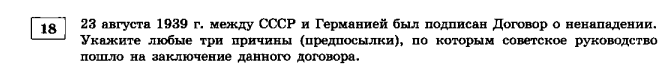 18 23 августа 1939 г. между СССР и Германией был подписан Договор о ненападении.
Укажите любые три причины (предпосылки), по которым советское руководство
пошло на заключение данного договора.